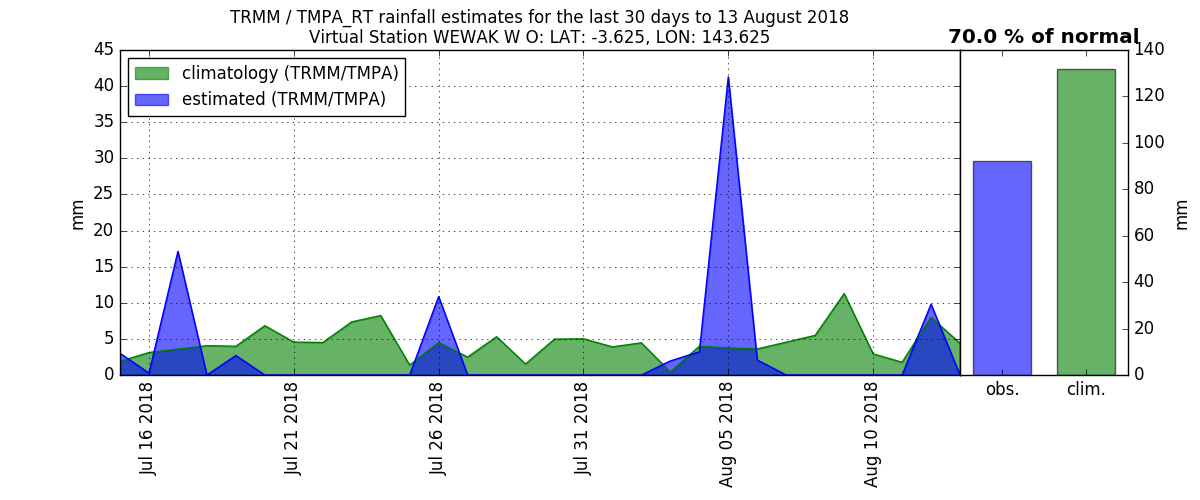 TRMM / TMPA_RT rainfall estimates for the last 30 days to 13 August 2018
Virtual Station WEWAK W O: LAT: -3.625, LON: 143.625
70.0 % of normal
climatology (TRMM/TMPA)
estimated (TRMM/TMPA)
45
40
35
30
25
20
15
10
5
0
mm
Jul 16 2018
Jul 21 2018
Jul 26 2018
Jul 31 2018
Aug 05 2018
Aug 10 2018
140
120
100
80
60
40
20
0
mm
obs.
clim.